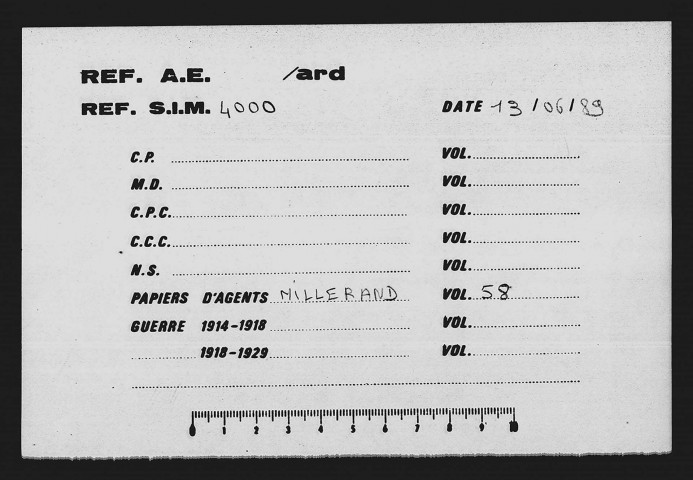 REF. A.E. /ard
REF. S.I.M. 4000 DATE 13/06/89
C.P. VOL.
M.D. VOL.
C.P.C. VOL.
C.C.C. VOL.
N.S. VOL.
PAPIERS D'AGENTS MILLERAND VOL. 58
GUERRE 1914-1918 VOL.
1918-1929 VOL.
0 1 2 3 4 5 6 7 8 9 10